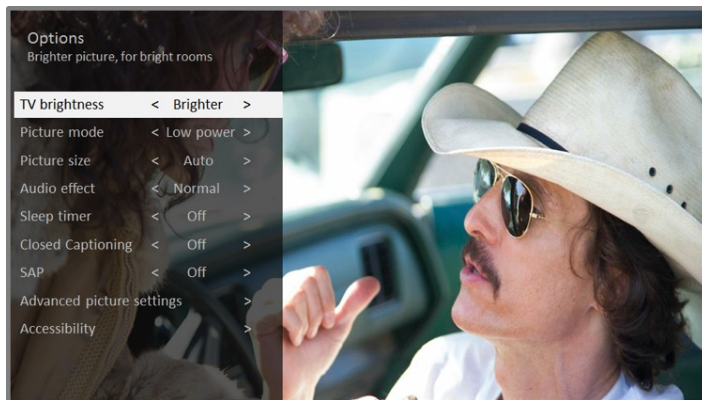 Options
Brighter picture, for bright rooms
TV brightness < Brighter >
Picture mode < Low power >
Picture size < Auto >
Audio effect < Normal >
Sleep timer < Off >
Closed Captioning < Off >
SAP < Off >
Advanced picture settings >
Accessibility >